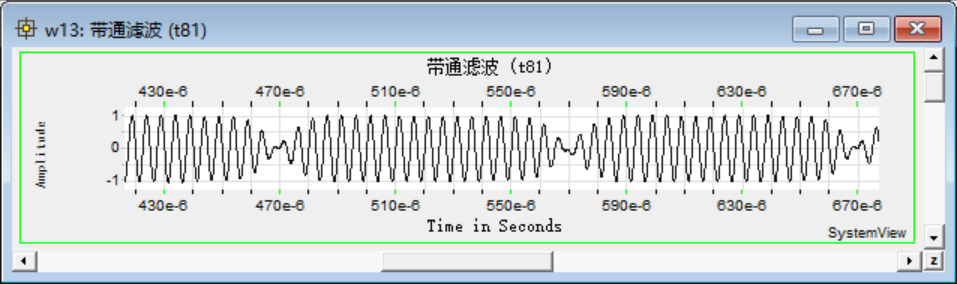 w13: 带通滤波 (t81)
带通滤波 (t81)
430e-6 470e-6 510e-6 550e-6 590e-6 630e-6 670e-6
Amplitude
1
0
-1
430e-6 470e-6 510e-6 550e-6 590e-6 630e-6 670e-6
Time in Seconds
SystemView
z